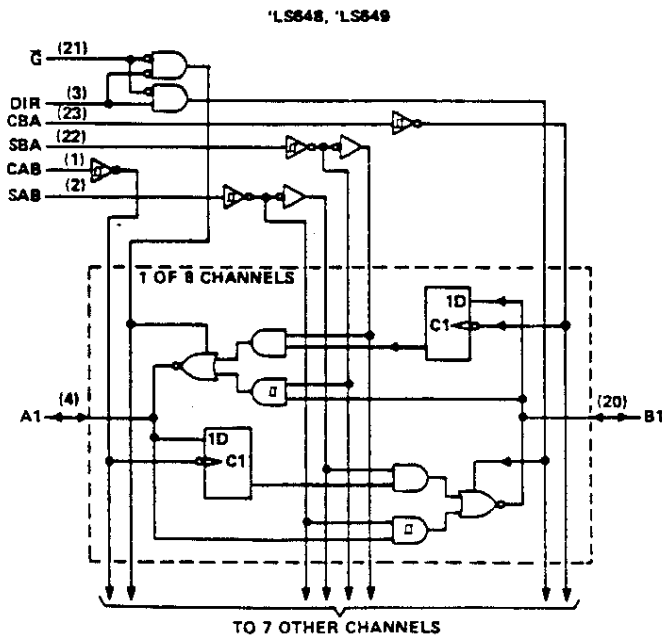 'LS648, 'LS649
G̅ (21)
DIR (3)
CBA (23)
SBA (22)
CAB (1)
SAB (2)
1 OF 8 CHANNELS
1D
C1
A1 (4)
(20) B1
1D
C1
TO 7 OTHER CHANNELS